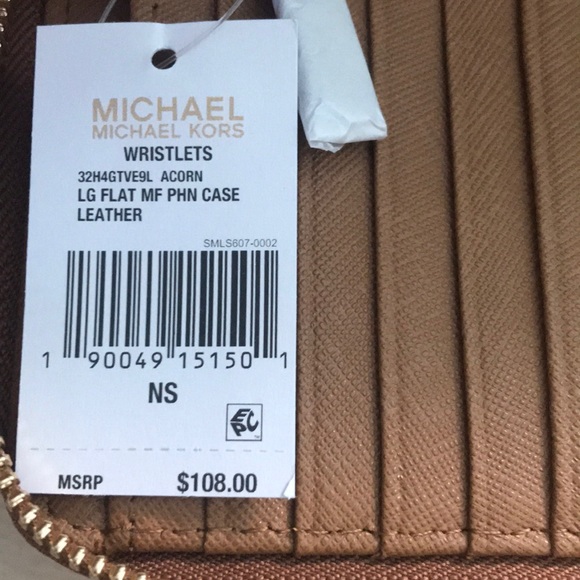 MICHAEL
MICHAEL KORS
WRISTLETS
32H4GTVE9L ACORN
LG FLAT MF PHN CASE
LEATHER
SMLS607-0002
1 90049 15150 1
NS
EPC
MSRP $108.00